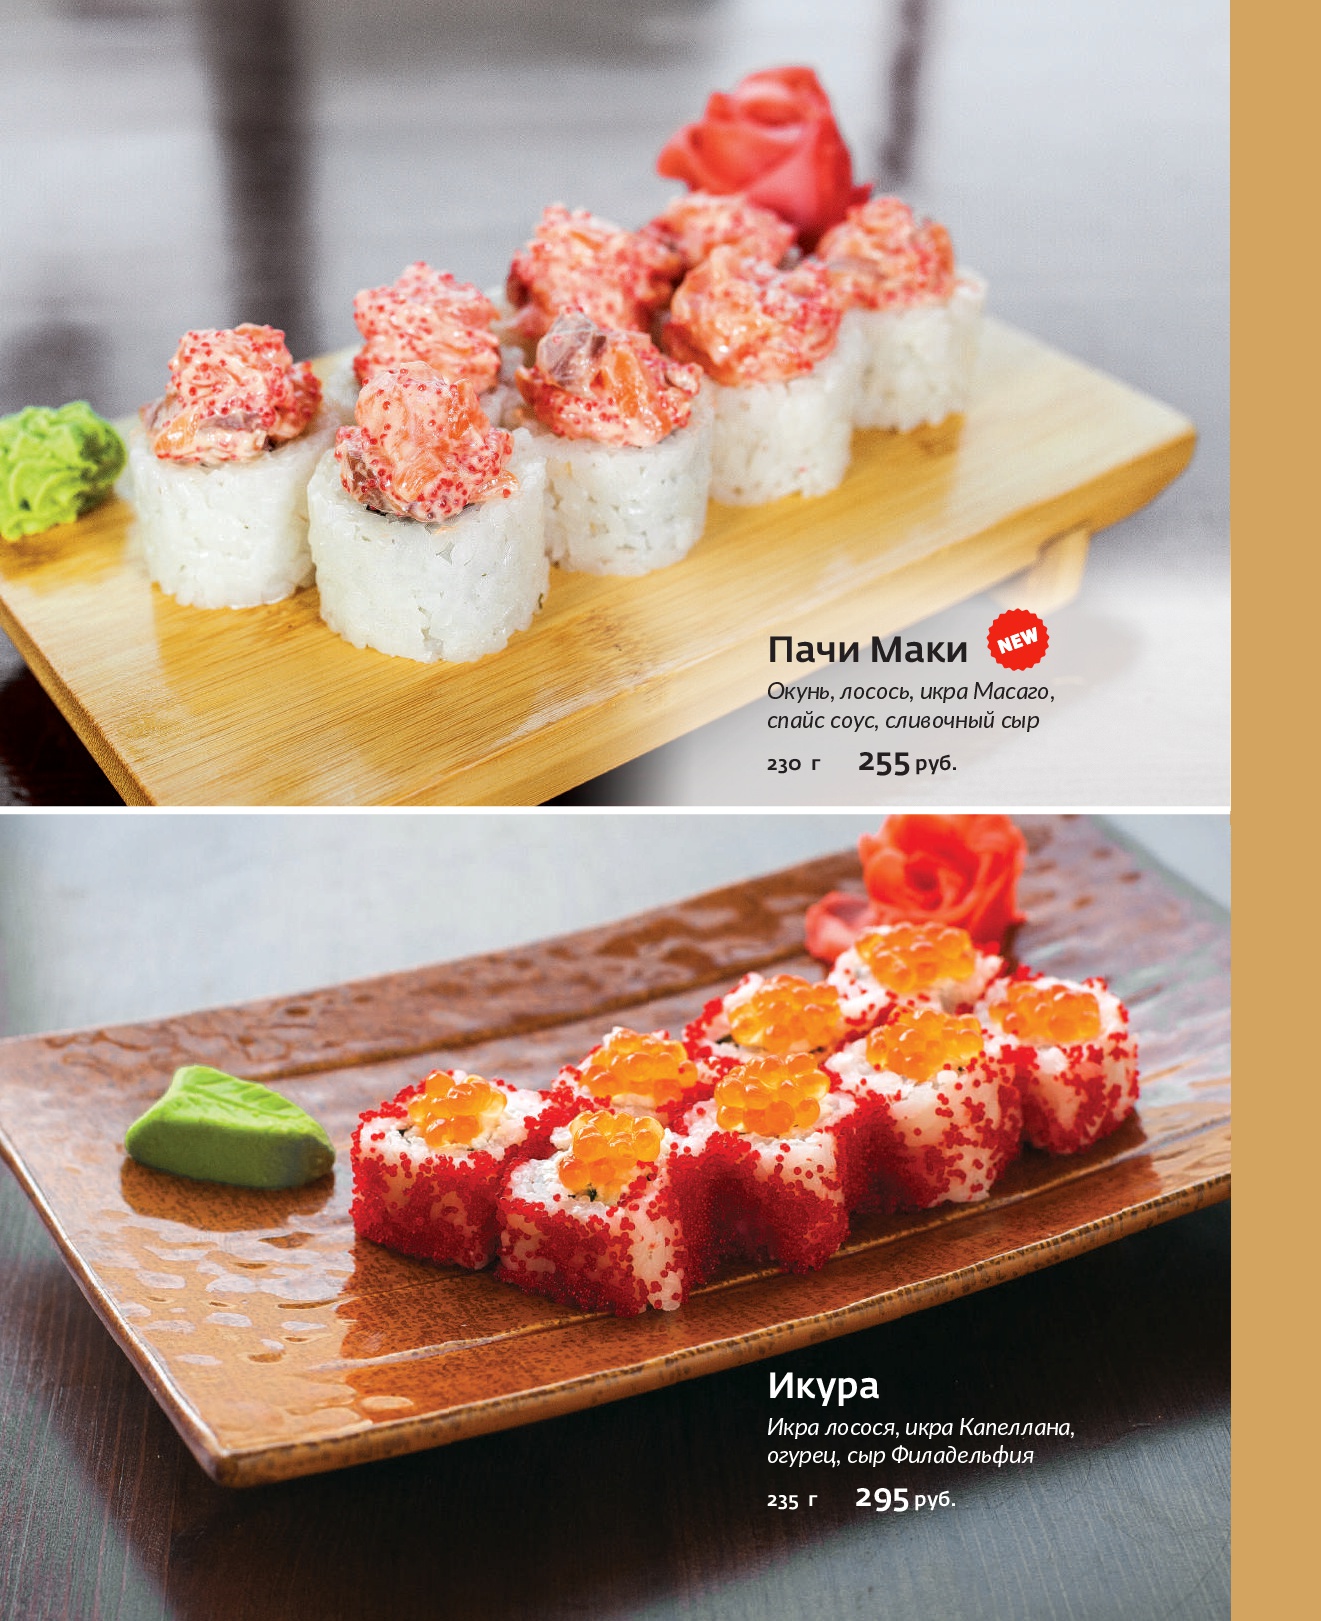 Пачи Маки NEW
Окунь, лосось, икра Масаго,
спайс соус, сливочный сыр
230 г 255 руб.
Икура
Икра лосося, икра Капеллана,
огурец, сыр Филадельфия
235 г 295 руб.